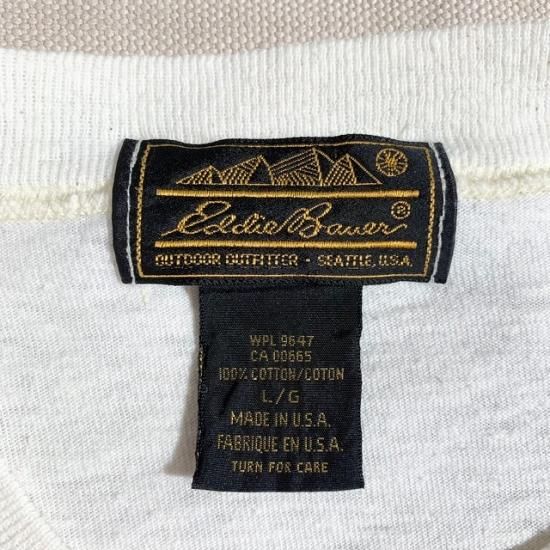 Eddie Bauer®
OUTDOOR OUTFITTER · SEATTLE, U.S.A.
WPL 9647
CA 00665
100% COTTON/COTON
L/G
MADE IN U.S.A.
FABRIQUE EN U.S.A.
TURN FOR CARE